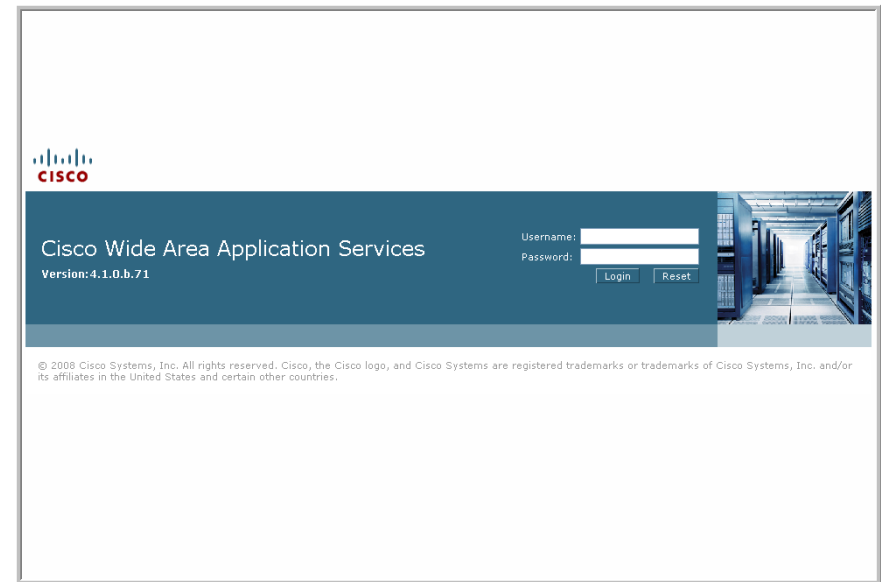 CISCO
Cisco Wide Area Application Services
Version:4.1.0.b.71
Username:
Password:
Login Reset
© 2008 Cisco Systems, Inc. All rights reserved. Cisco, the Cisco logo, and Cisco Systems are registered trademarks or trademarks of Cisco Systems, Inc. and/or
its affiliates in the United States and certain other countries.